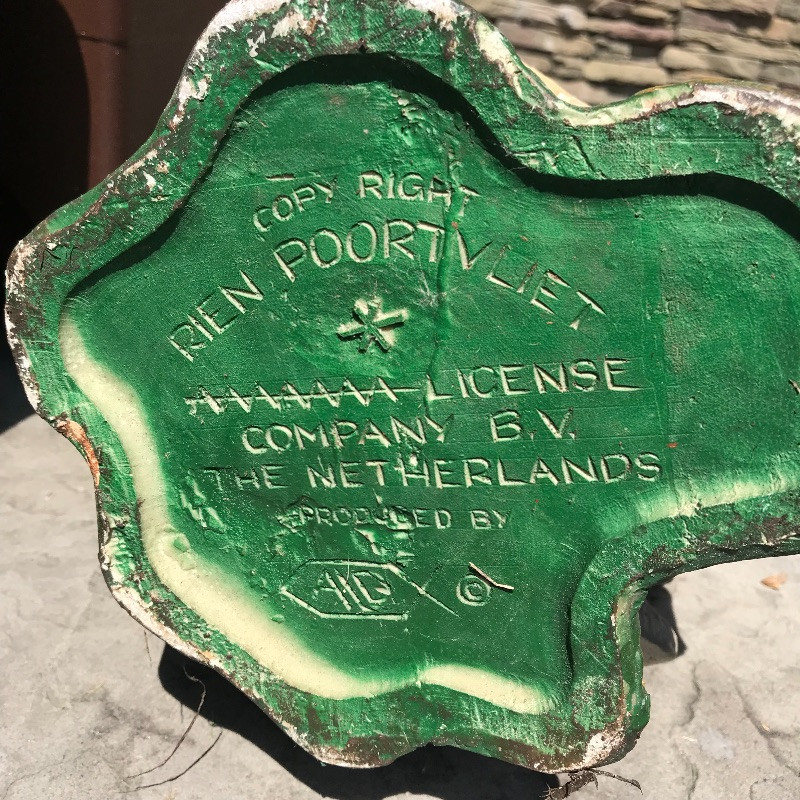 COPY RIGHT
RIEN POORTVLIET
LICENSE
COMPANY B.V.
THE NETHERLANDS
PRODUCED BY
©